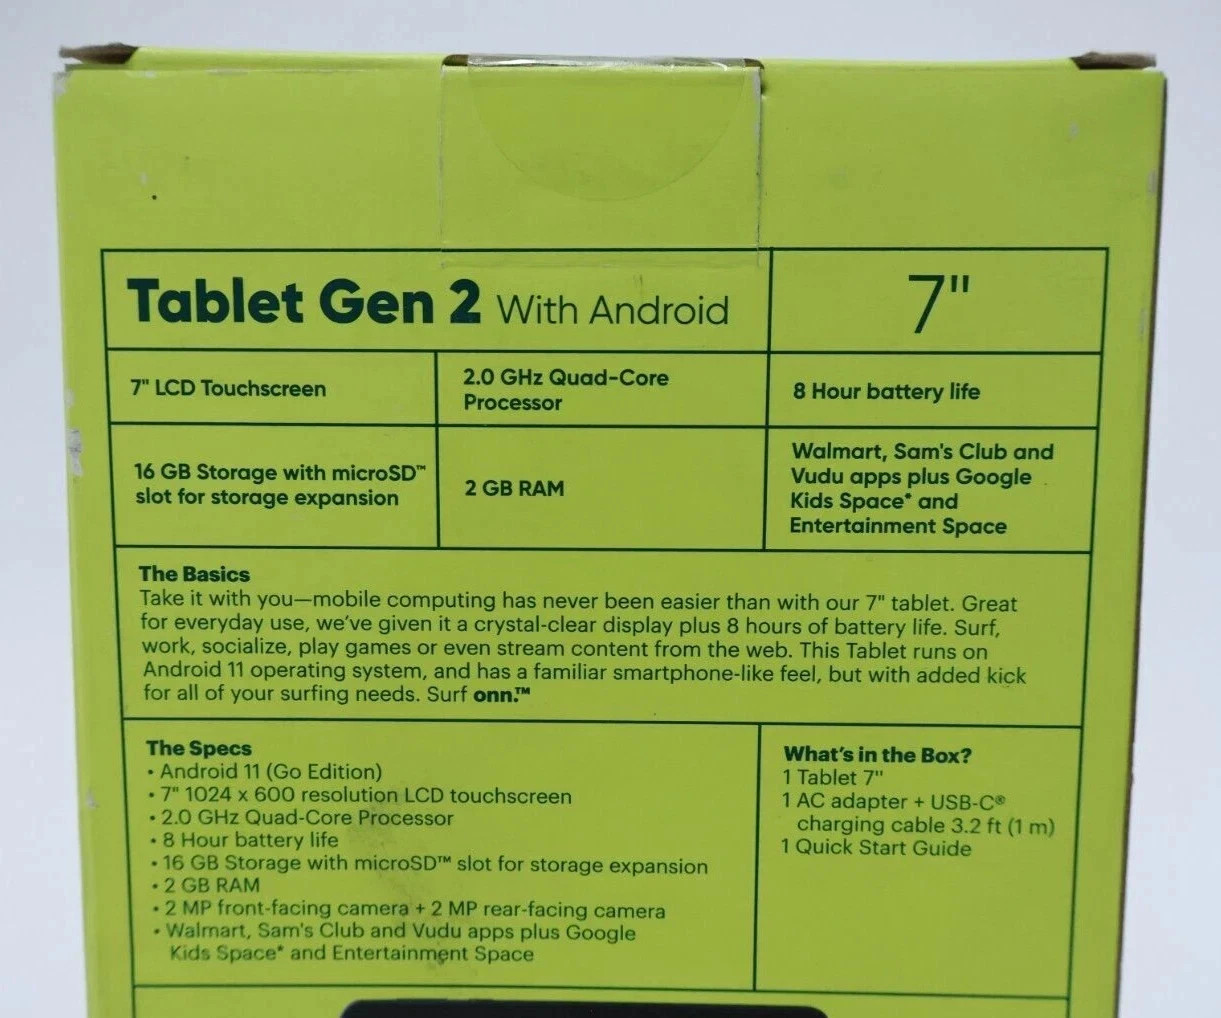 Tablet Gen 2 With Android
7"
7" LCD Touchscreen
2.0 GHz Quad-Core
Processor
8 Hour battery life
16 GB Storage with microSD™
slot for storage expansion
2 GB RAM
Walmart, Sam's Club and
Vudu apps plus Google
Kids Space* and
Entertainment Space
The Basics
Take it with you—mobile computing has never been easier than with our 7" tablet. Great
for everyday use, we've given it a crystal-clear display plus 8 hours of battery life. Surf,
work, socialize, play games or even stream content from the web. This Tablet runs on
Android 11 operating system, and has a familiar smartphone-like feel, but with added kick
for all of your surfing needs. Surf onn.™
The Specs
• Android 11 (Go Edition)
• 7" 1024 x 600 resolution LCD touchscreen
• 2.0 GHz Quad-Core Processor
• 8 Hour battery life
• 16 GB Storage with microSD™ slot for storage expansion
• 2 GB RAM
• 2 MP front-facing camera + 2 MP rear-facing camera
• Walmart, Sam's Club and Vudu apps plus Google
Kids Space* and Entertainment Space
What's in the Box?
1 Tablet 7"
1 AC adapter + USB-C®
charging cable 3.2 ft (1 m)
1 Quick Start Guide